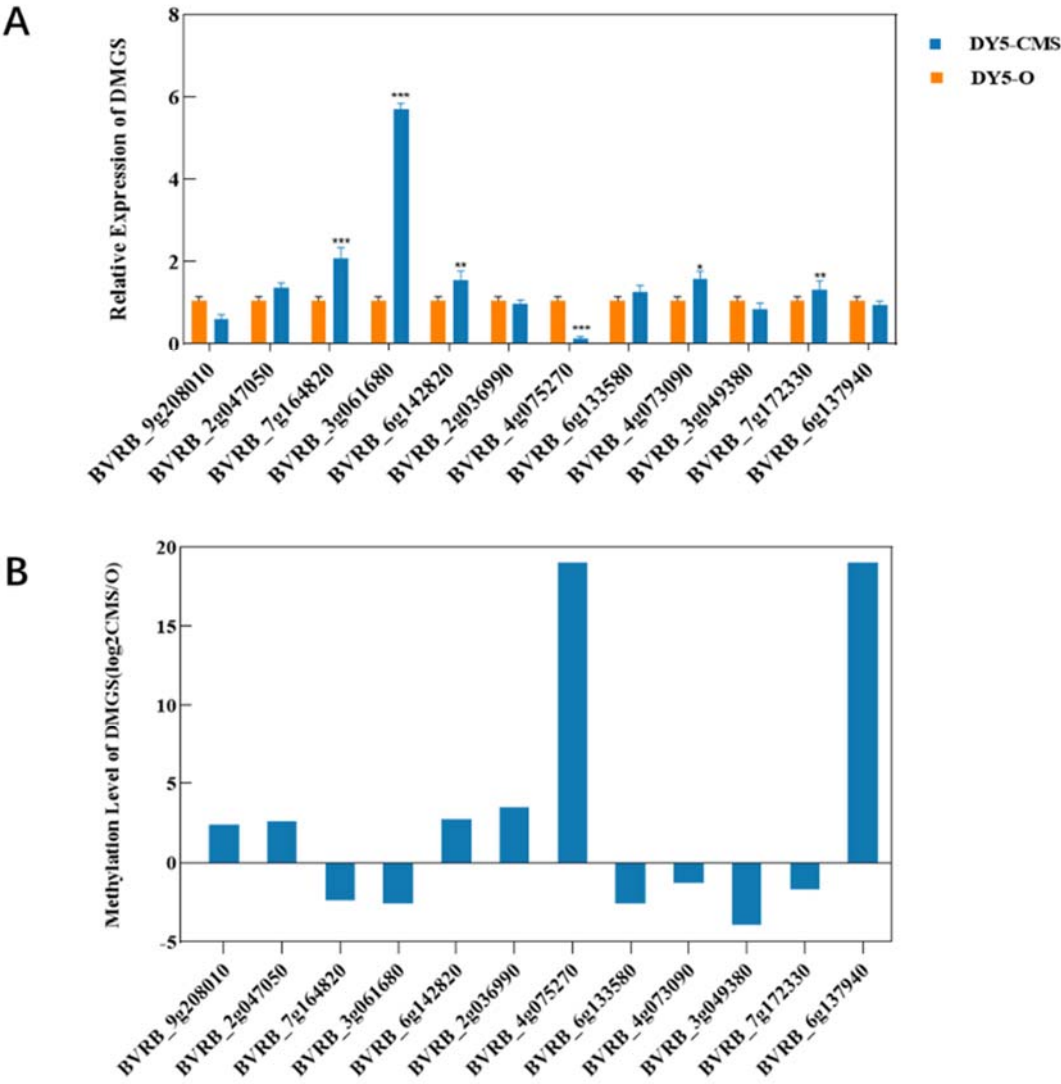 A
Relative Expression of DMGS
8
6
4
2
0
***
***
**
***
*
**
DY5-CMS
DY5-O
BVRB_9g208010
BVRB_2g047050
BVRB_7g164820
BVRB_3g061680
BVRB_6g142820
BVRB_2g036990
BVRB_4g075270
BVRB_6g133580
BVRB_4g073090
BVRB_3g049380
BVRB_7g172330
BVRB_6g137940
B
Methylation Level of DMGS(log2CMS/O)
20
15
10
5
0
-5
BVRB_9g208010
BVRB_2g047050
BVRB_7g164820
BVRB_3g061680
BVRB_6g142820
BVRB_2g036990
BVRB_4g075270
BVRB_6g133580
BVRB_4g073090
BVRB_3g049380
BVRB_7g172330
BVRB_6g137940